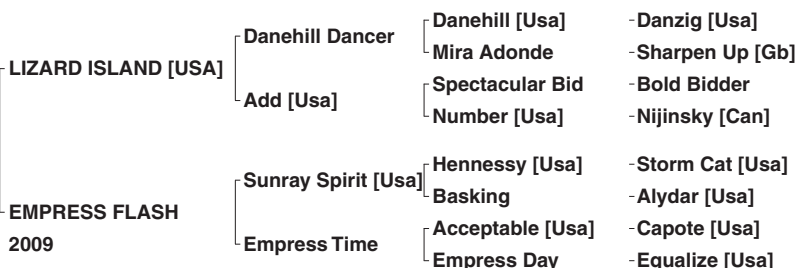 LIZARD ISLAND [USA]
EMPRESS FLASH
2009
Danehill Dancer
Add [Usa]
Sunray Spirit [Usa]
Empress Time
Danehill [Usa]
Mira Adonde
Spectacular Bid
Number [Usa]
Hennessy [Usa]
Basking
Acceptable [Usa]
Empress Day
Danzig [Usa]
Sharpen Up [Gb]
Bold Bidder
Nijinsky [Can]
Storm Cat [Usa]
Alydar [Usa]
Capote [Usa]
Equalize [Usa]